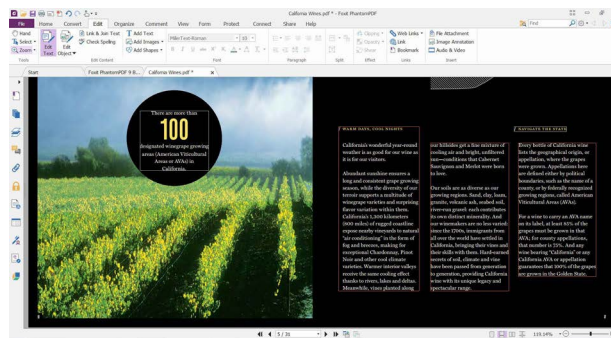 California Wines.pdf * - Foxit PhantomPDF
File Home Convert Edit Organize Comment View Form Protect Connect Share Help
Find
Hand
Select
Zoom
Edit Text
Edit Object
Link & Join Text
Check Spelling
Add Text
Add Images
Add Shapes
10
Web Links
Link
Bookmark
File Attachment
Image Annotation
Audio & Video
Tools Edit Content Font Paragraph Split Effect Links Insert
Start Foxit PhantomPDF 9 B... California Wines.pdf *
There are more than
100
designated winegrape growing
areas (American Viticultural
Areas or AVAs) in
California.
WARM DAYS, COOL NIGHTS
California's wonderful year-round
weather is as good for our wine as
it is for our visitors.
Abundant sunshine ensures a
long and consistent grape growing
season, while the diversity of our
terroir supports a multitude of
winegrape varieties and surprising
flavor variation within them.
California's 1,300 kilometers
(800 miles) of rugged coastline
expose nearby vineyards to natural
"air conditioning" in the form of
fog and breezes, making for
exceptional Chardonnay, Pinot
Noir and other cool climate
varieties. Warmer interior valleys
receive the same cooling effect
thanks to rivers, lakes and deltas.
Meanwhile, vines planted along
our hillsides get a fine mixture of
cooling air and bright, unfiltered
sun—conditions that Cabernet
Sauvignon and Merlot were born
to love.
Our soils are as diverse as our
growing regions. Sand, clay, loam,
granite, volcanic ash, seabed soil,
river-run gravel: each contributes
its own distinct minerality. And
our winemakers are no less varied:
since the 1700s, immigrants from
all over the world have settled in
California, bringing their vines and
their skills with them. Hard-earned
secrets of soil, climate and vine
have been passed from generation
to generation, providing California
wine with its unique legacy and
spectacular range.
NAVIGATE THE STATE
Every bottle of California wine
lists the geographical origin, or
appellation, where the grapes
were grown. Appellations here
are defined either by political
boundaries, such as the name of a
county, or by federally recognized
growing regions, called American
Viticultural Areas (AVAs).
For a wine to carry an AVA name
on its label, at least 85% of the
grapes must be grown in that
AVA; for county appellations,
that number is 75%. And any
wine bearing "California" or any
California AVA or appellation
guarantees that 100% of the grapes
are grown in the Golden State.
5 / 31
119.14%